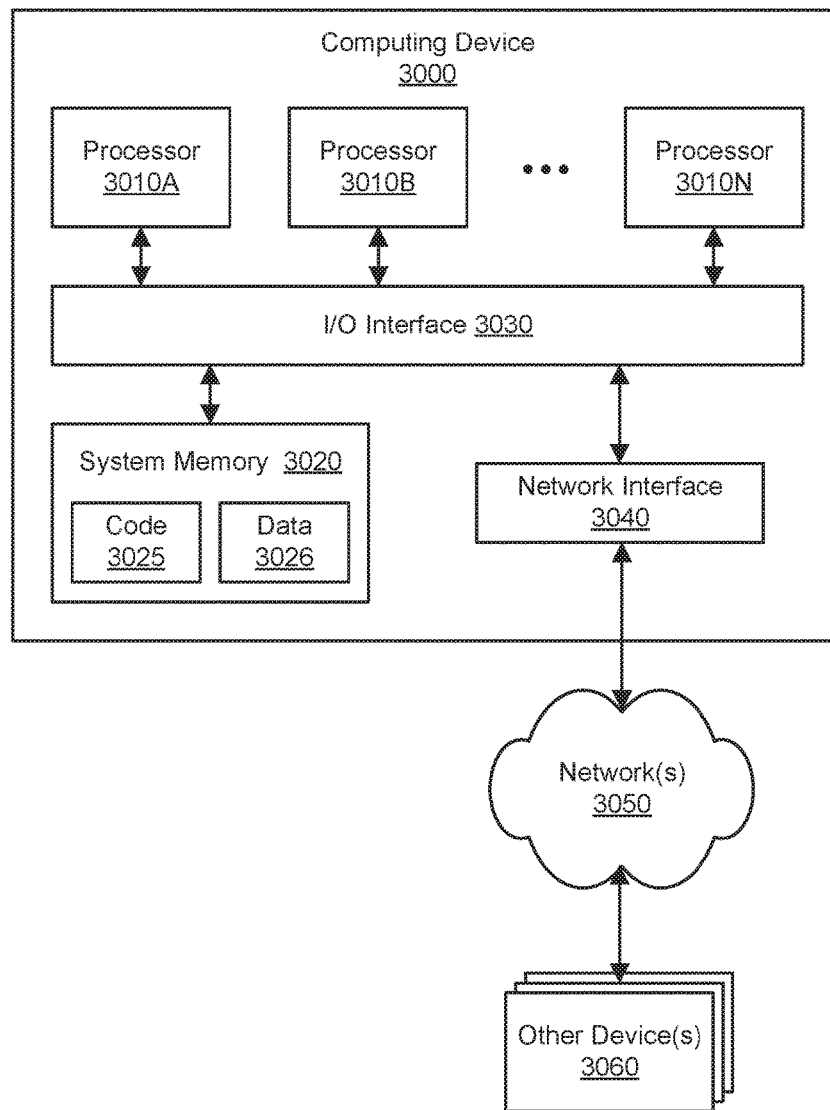 Computing Device
3000
Processor
3010A
Processor
3010B
•••
Processor
3010N
I/O Interface 3030
System Memory 3020
Code
3025
Data
3026
Network Interface
3040
Network(s)
3050
Other Device(s)
3060